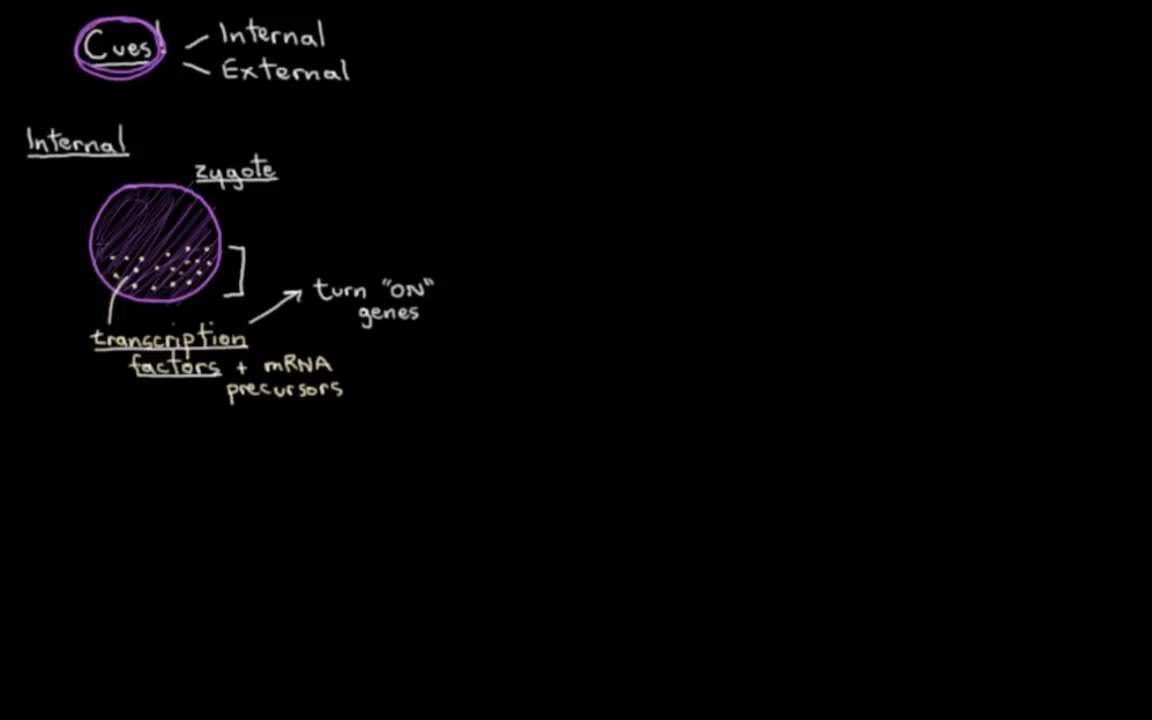 Cues!
Internal
External
Internal
zygote
turn "ON"
genes
transcription
factors + mRNA
precursors